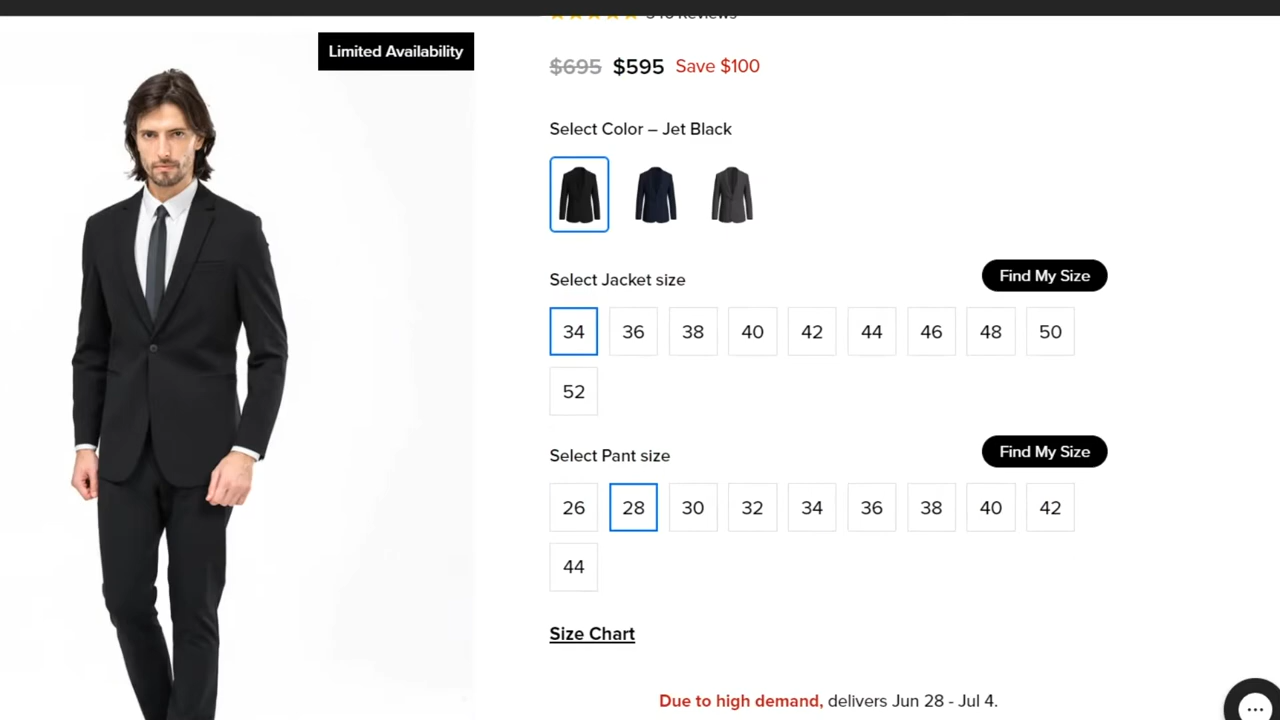 Limited Availability
$695 $595 Save $100
Select Color – Jet Black
Select Jacket size
Find My Size
34 36 38 40 42 44 46 48 50
52
Select Pant size
Find My Size
26 28 30 32 34 36 38 40 42
44
Size Chart
Due to high demand, delivers Jun 28 - Jul 4.